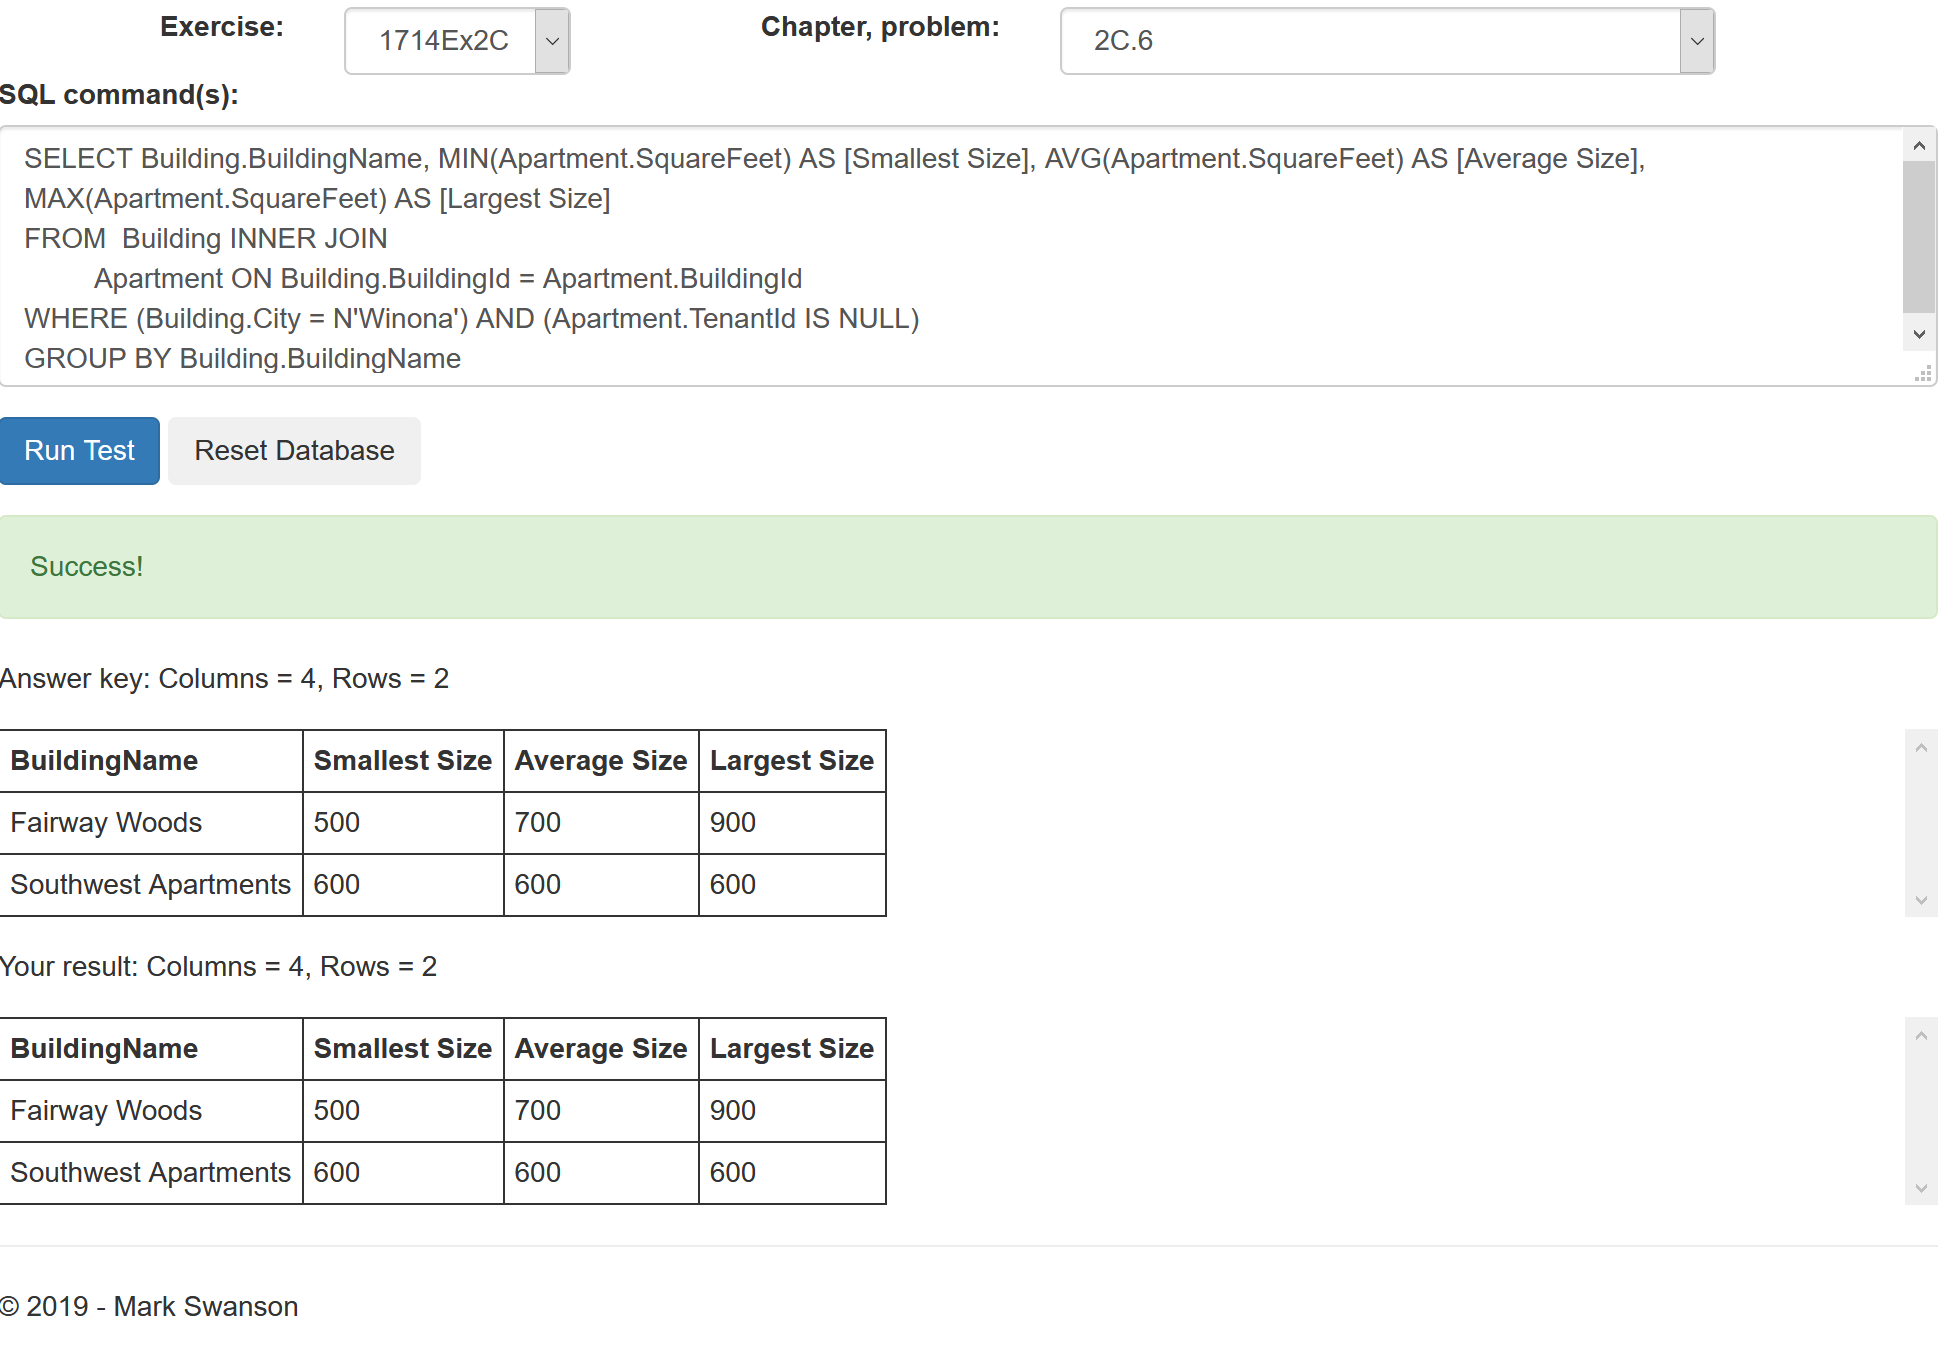 Exercise: 1714Ex2C Chapter, problem: 2C.6
SQL command(s):
SELECT Building.BuildingName, MIN(Apartment.SquareFeet) AS [Smallest Size], AVG(Apartment.SquareFeet) AS [Average Size],
MAX(Apartment.SquareFeet) AS [Largest Size]
FROM  Building INNER JOIN
Apartment ON Building.BuildingId = Apartment.BuildingId
WHERE (Building.City = N'Winona') AND (Apartment.TenantId IS NULL)
GROUP BY Building.BuildingName
Run Test Reset Database
Success!
Answer key: Columns = 4, Rows = 2
BuildingName Smallest Size Average Size Largest Size
Fairway Woods 500 700 900
Southwest Apartments 600 600 600
Your result: Columns = 4, Rows = 2
BuildingName Smallest Size Average Size Largest Size
Fairway Woods 500 700 900
Southwest Apartments 600 600 600
© 2019 - Mark Swanson